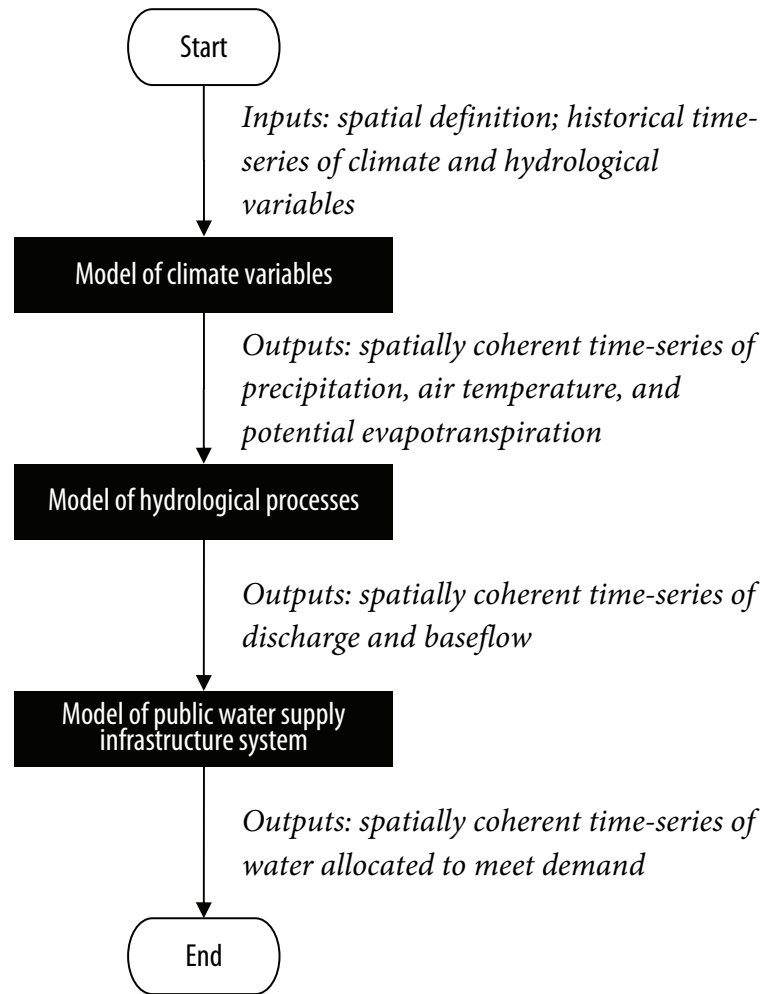 Start
Inputs: spatial definition; historical time-
series of climate and hydrological
variables
Model of climate variables
Outputs: spatially coherent time-series of
precipitation, air temperature, and
potential evapotranspiration
Model of hydrological processes
Outputs: spatially coherent time-series of
discharge and baseflow
Model of public water supply
infrastructure system
Outputs: spatially coherent time-series of
water allocated to meet demand
End